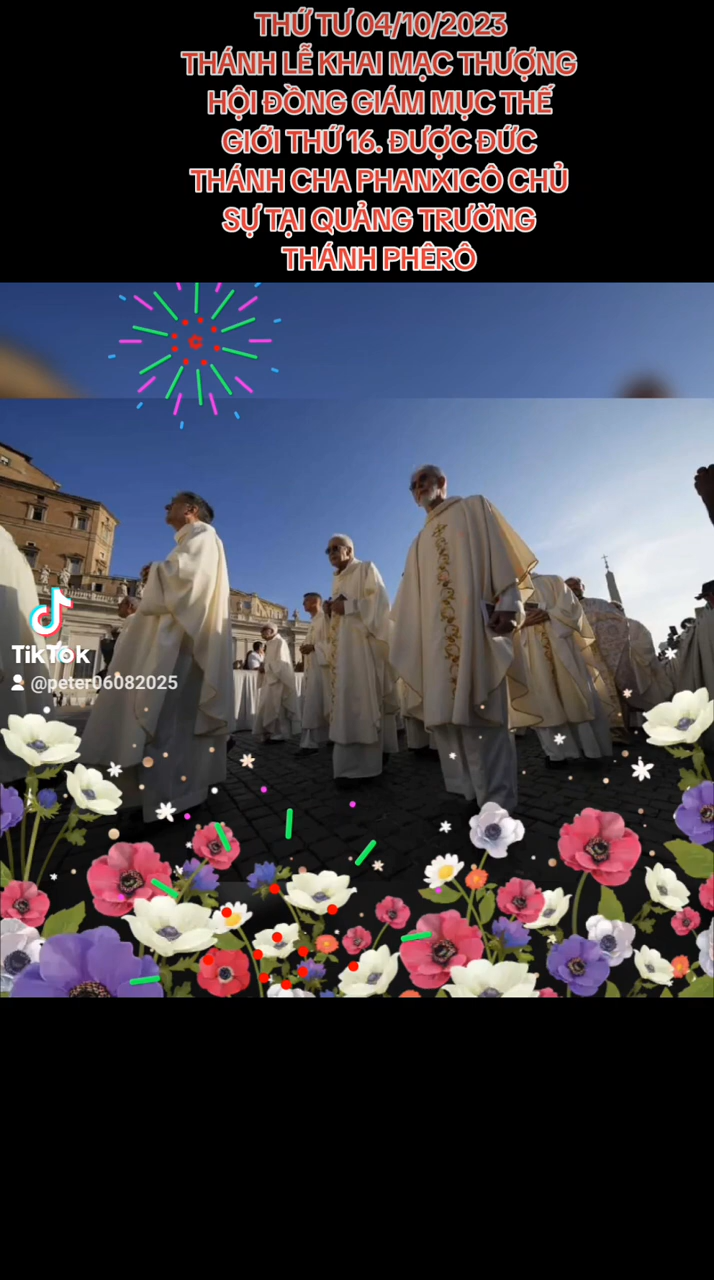 THỨ TƯ 04/10/2023
THÁNH LỄ KHAI MẠC THƯỢNG
HỘI ĐỒNG GIÁM MỤC THẾ
GIỚI THỨ 16. ĐƯỢC ĐỨC
THÁNH CHA PHANXICÔ CHỦ
SỰ TẠI QUẢNG TRƯỜNG
THÁNH PHÊRÔ
TikTok
@peter06082025